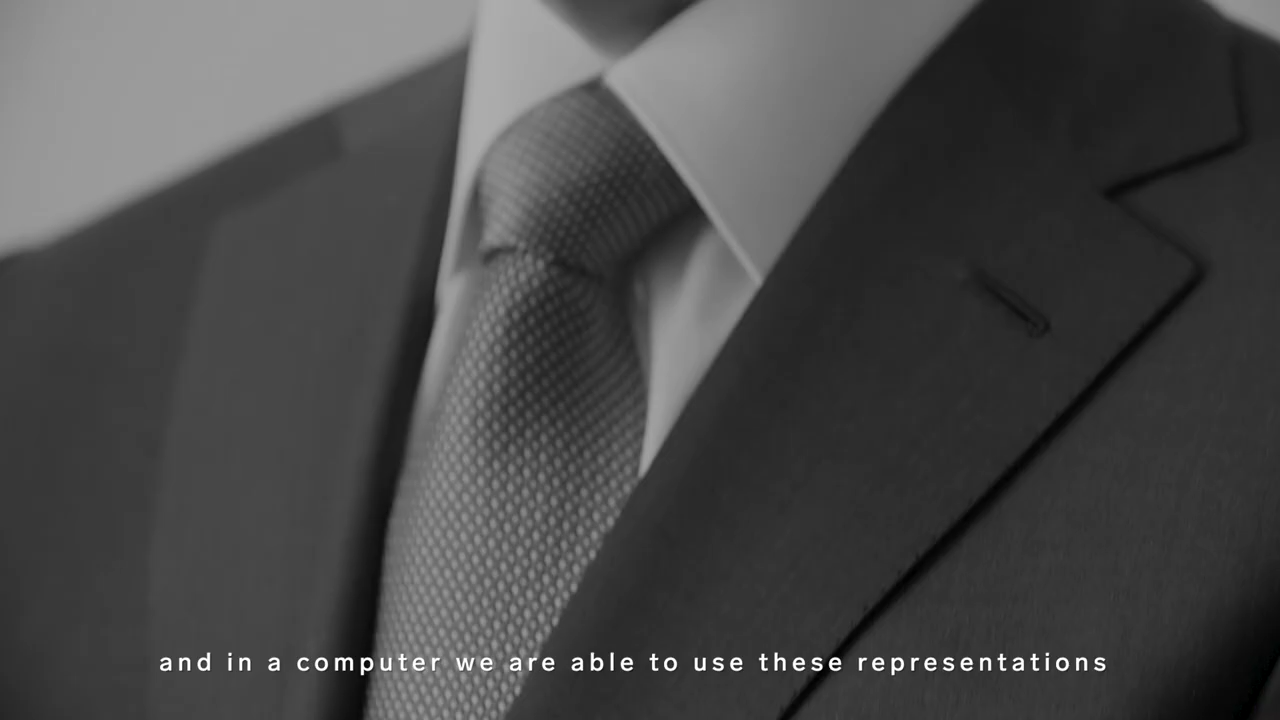 and in a computer we are able to use these representations